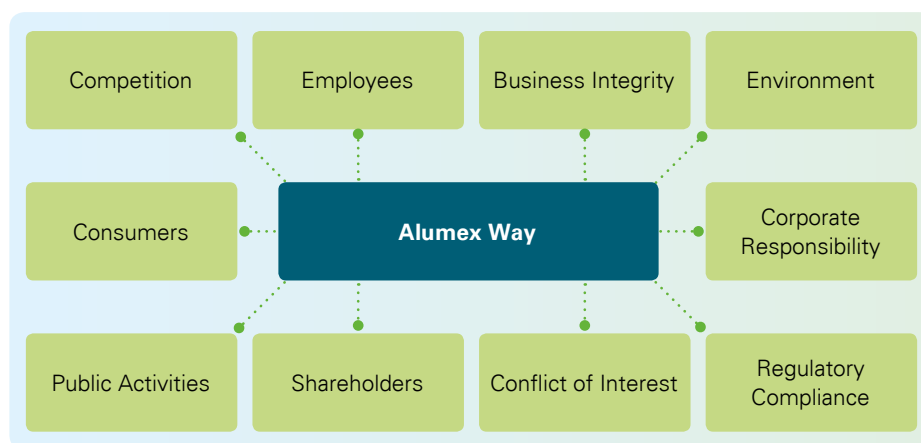 Competition
Employees
Business Integrity
Environment
Consumers
Alumex Way
Corporate
Responsibility
Public Activities
Shareholders
Conflict of Interest
Regulatory
Compliance